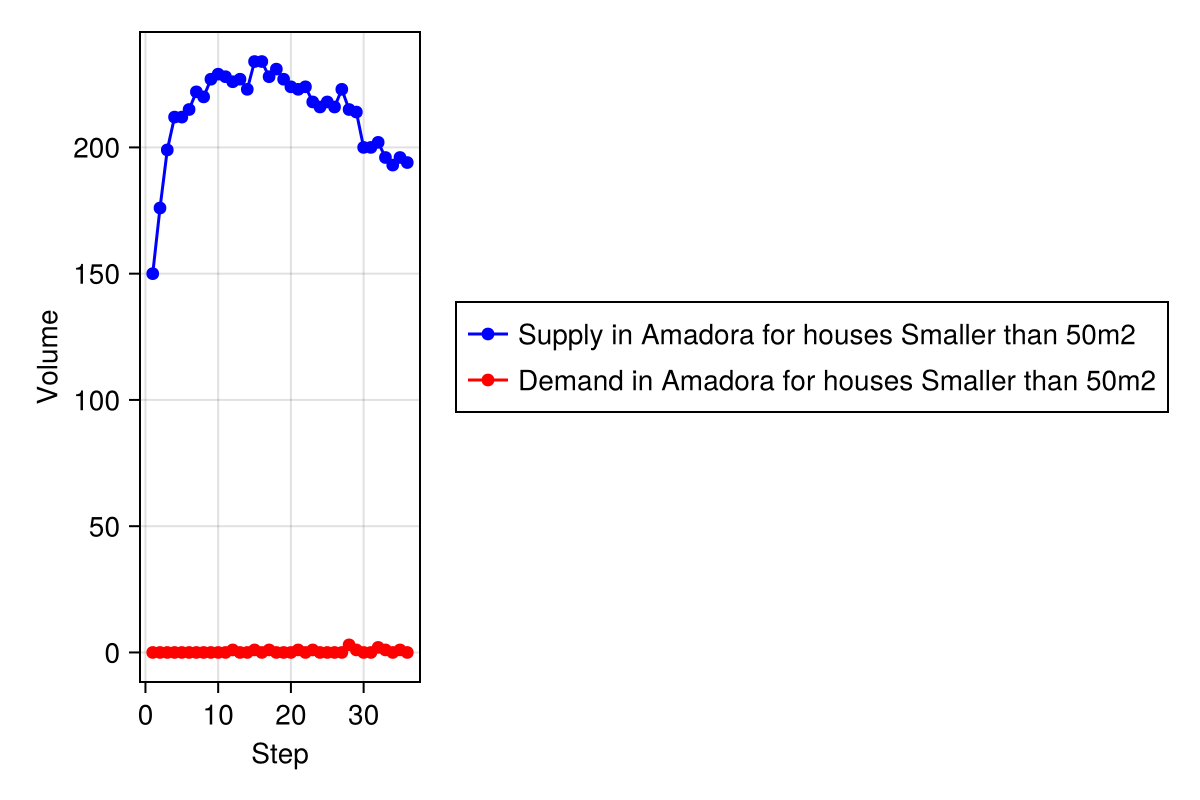 Volume
200
150
100
50
0
0 10 20 30
Step
Supply in Amadora for houses Smaller than 50m2
Demand in Amadora for houses Smaller than 50m2